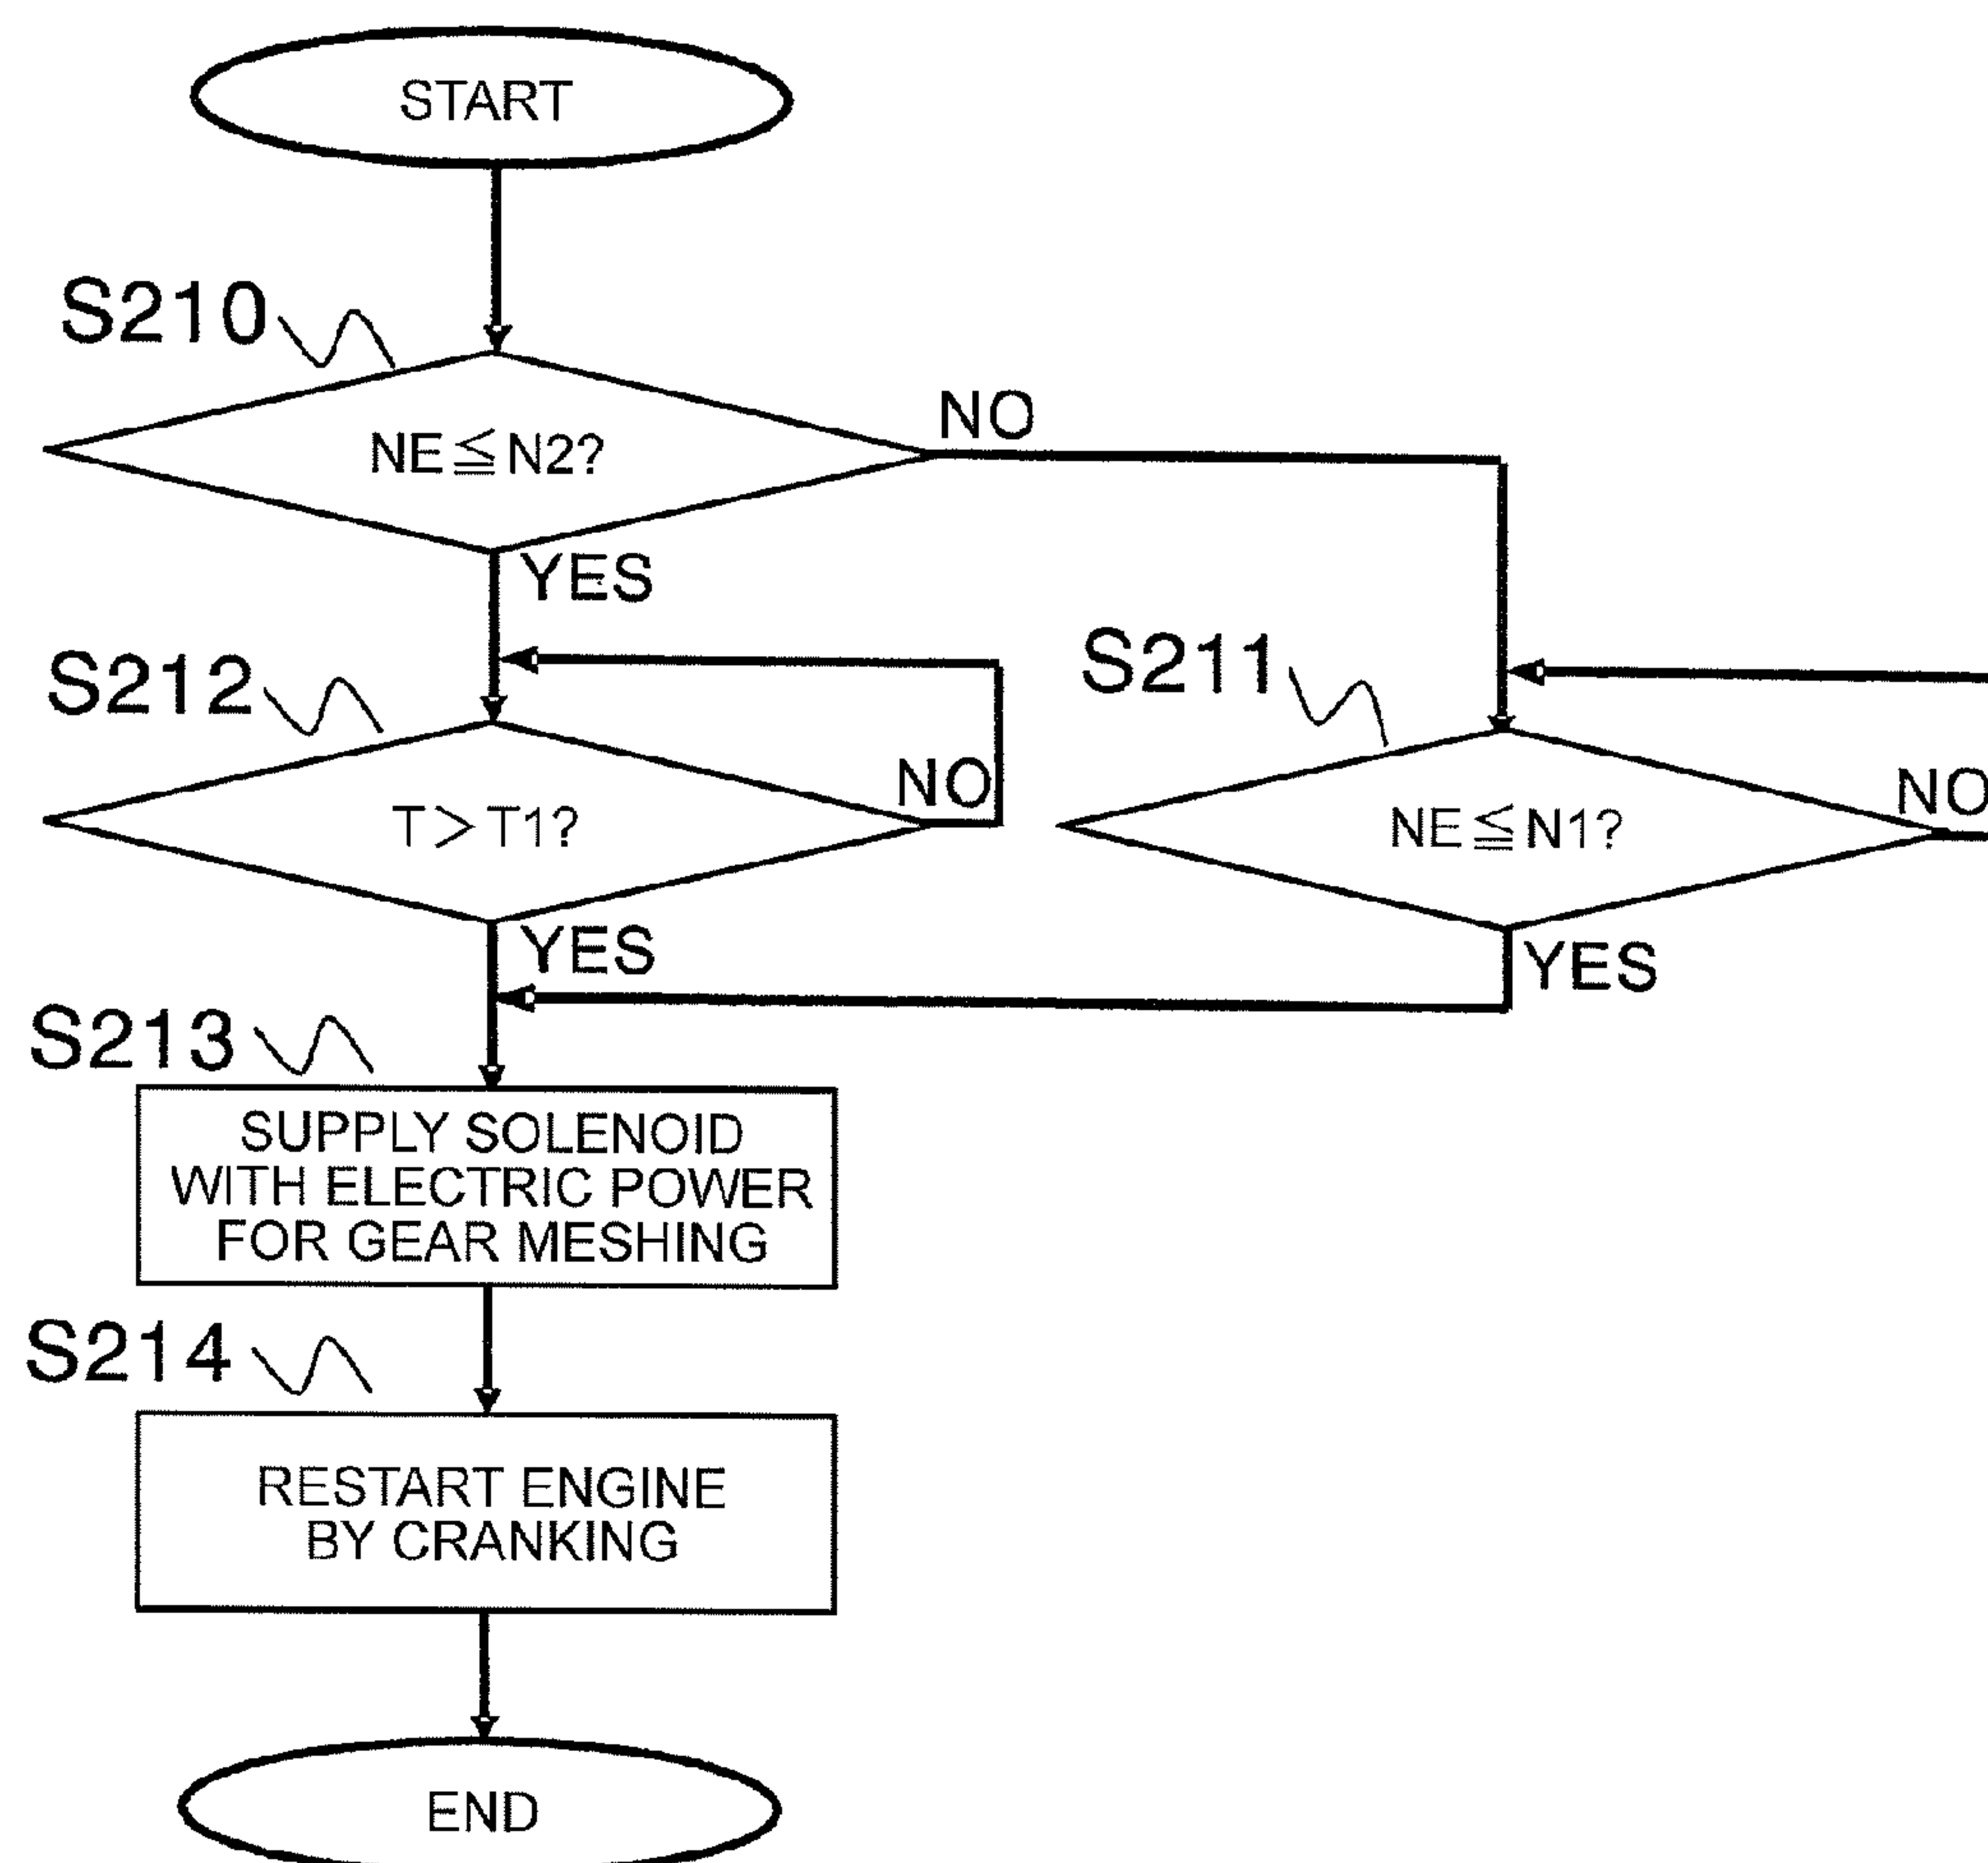 START
S210
NE≦N2?
NO
YES
S212
T>T1?
NO
YES
S211
NE≦N1?
NO
YES
S213
SUPPLY SOLENOID
WITH ELECTRIC POWER
FOR GEAR MESHING
S214
RESTART ENGINE
BY CRANKING
END